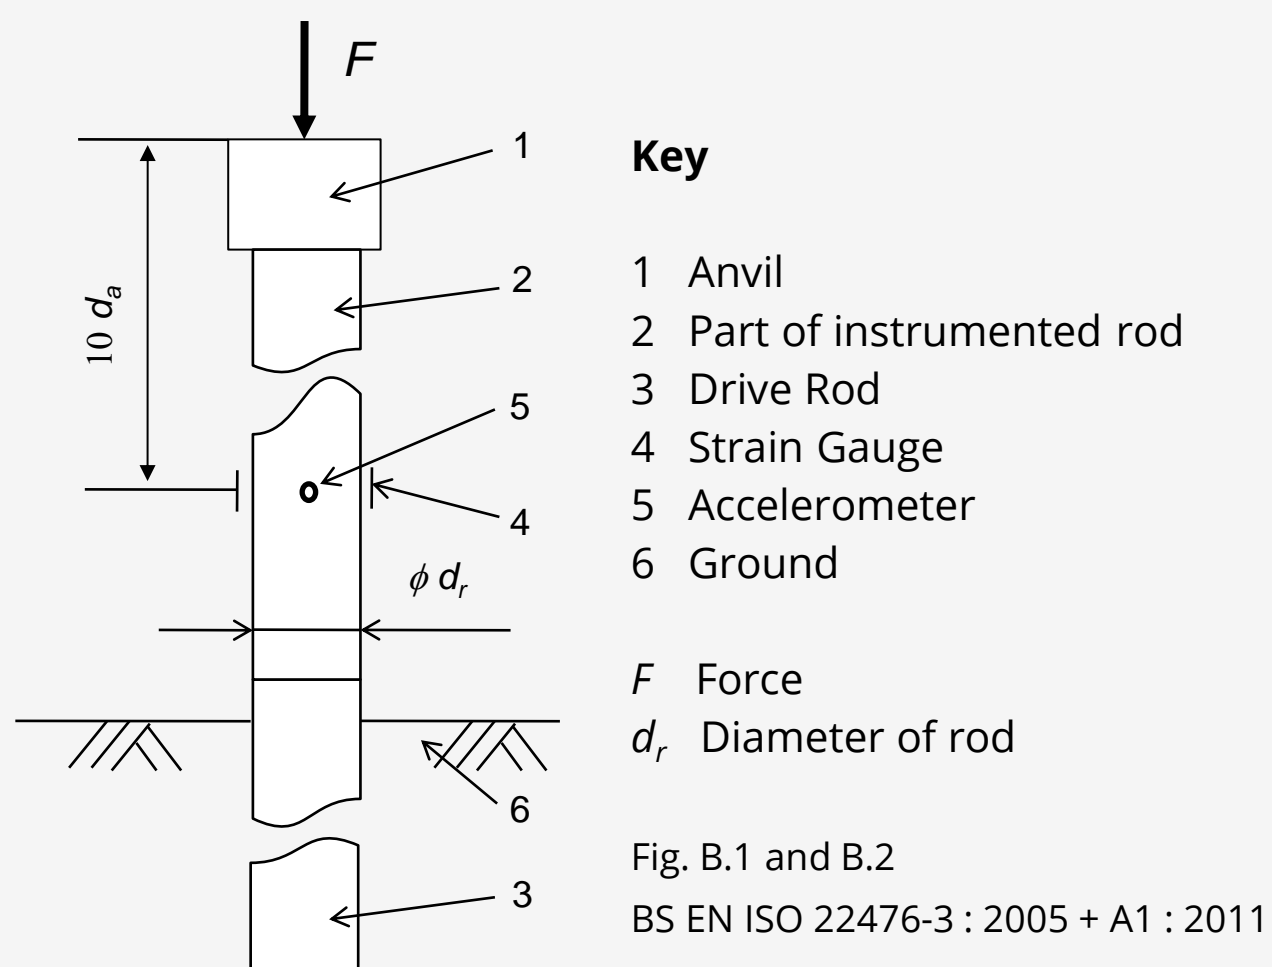 F
1
2
10 dₐ
5
4
ϕ dᵣ
6
3
Key
1 Anvil
2 Part of instrumented rod
3 Drive Rod
4 Strain Gauge
5 Accelerometer
6 Ground
F Force
dᵣ Diameter of rod
Fig. B.1 and B.2
BS EN ISO 22476-3 : 2005 + A1 : 2011